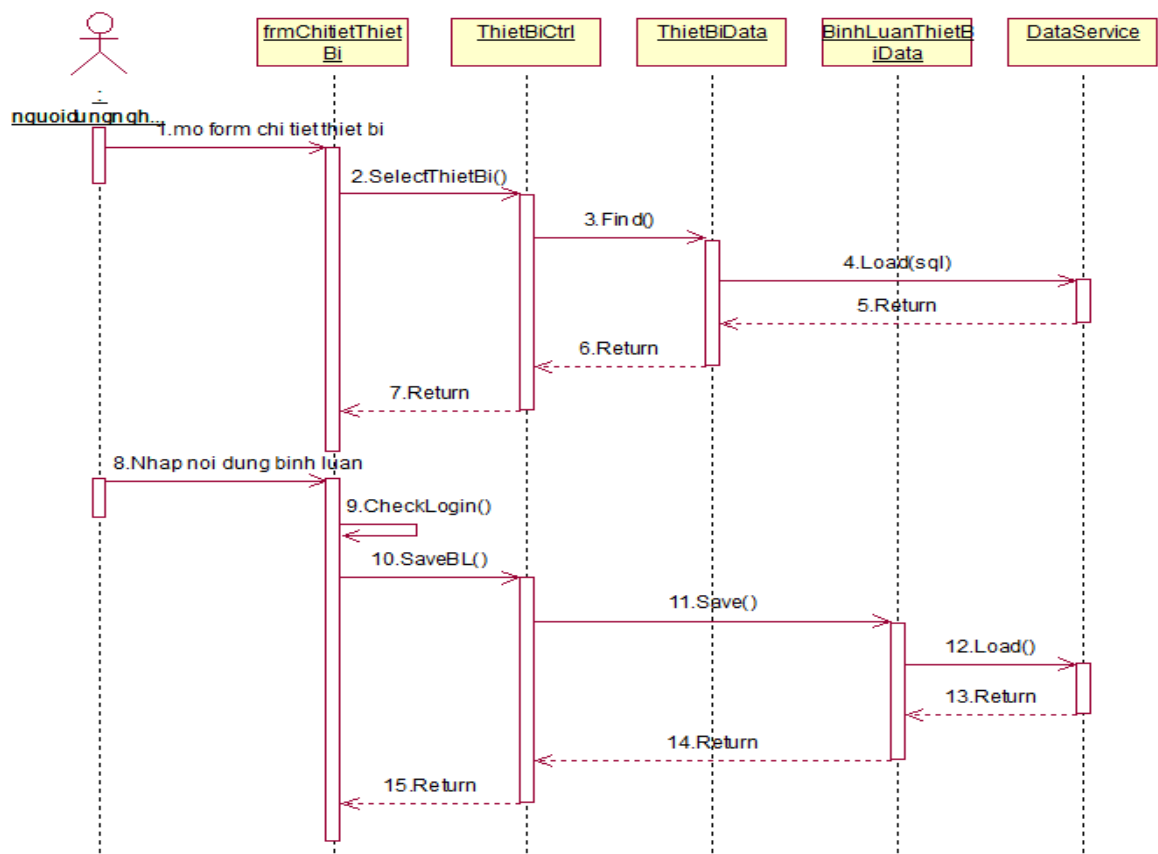 frmChitietThiet
Bi
ThietBiCtrl
ThietBiData
BinhLuanThietB
iData
DataService
:
nguoidungngh...
1.mo form chi tiet thiet bi
2.SelectThietBi()
3.Find()
4.Load(sql)
5.Return
6.Return
7.Return
8.Nhap noi dung binh luan
9.CheckLogin()
10.SaveBL()
11.Save()
12.Load()
13.Return
14.Return
15.Return